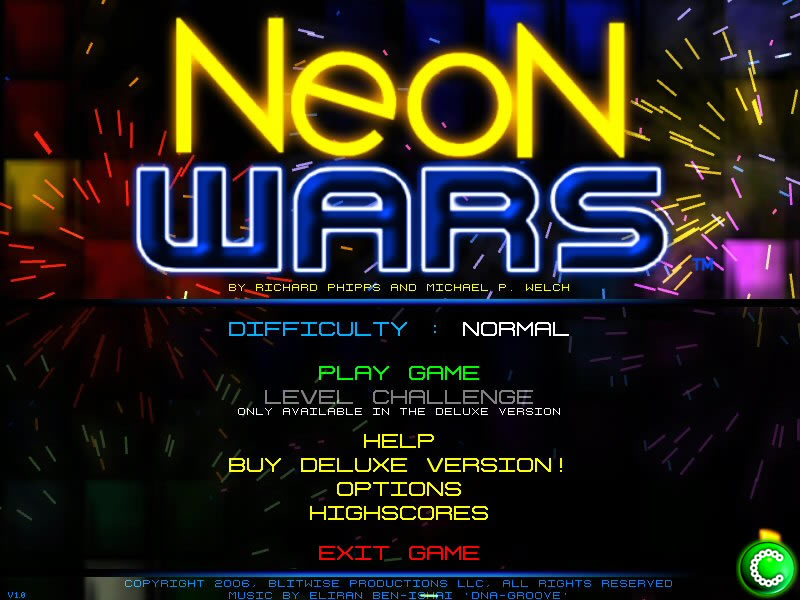 NeoN
WARS™
BY RICHARD PHIPPS AND MICHAEL P. WELCH
DIFFICULTY : NORMAL
PLAY GAME
LEVEL CHALLENGE
ONLY AVAILABLE IN THE DELUXE VERSION
HELP
BUY DELUXE VERSION!
OPTIONS
HIGHSCORES
EXIT GAME
COPYRIGHT 2006, BLITWISE PRODUCTIONS LLC, ALL RIGHTS RESERVED
V1.0 MUSIC BY ELIRAN BEN-ISHAI 'DNA-GROOVE'